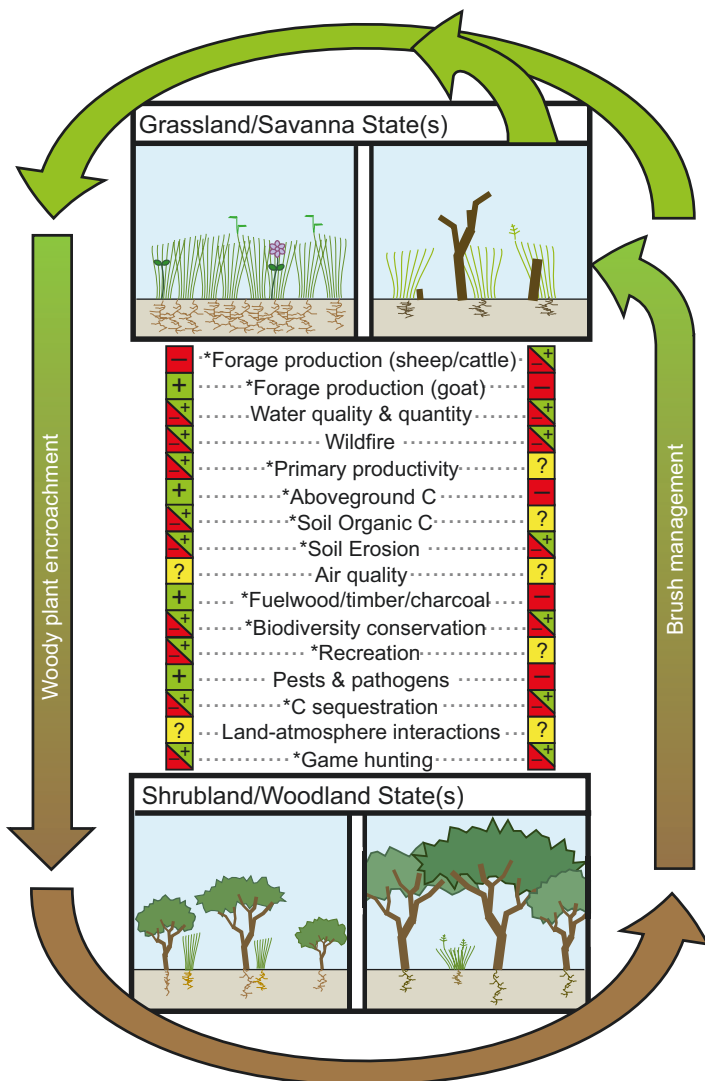 Grassland/Savanna State(s)
− *Forage production (sheep/cattle) −+
+ *Forage production (goat) −
−+ Water quality & quantity −+
−+ Wildfire −+
−+ *Primary productivity ?
+ *Aboveground C −
−+ *Soil Organic C ?
−+ *Soil Erosion −+
? Air quality ?
+ *Fuelwood/timber/charcoal −
−+ *Biodiversity conservation −+
−+ *Recreation ?
+ Pests & pathogens −
−+ *C sequestration −+
? Land-atmosphere interactions ?
−+ *Game hunting −+
Woody plant encroachment
Brush management
Shrubland/Woodland State(s)